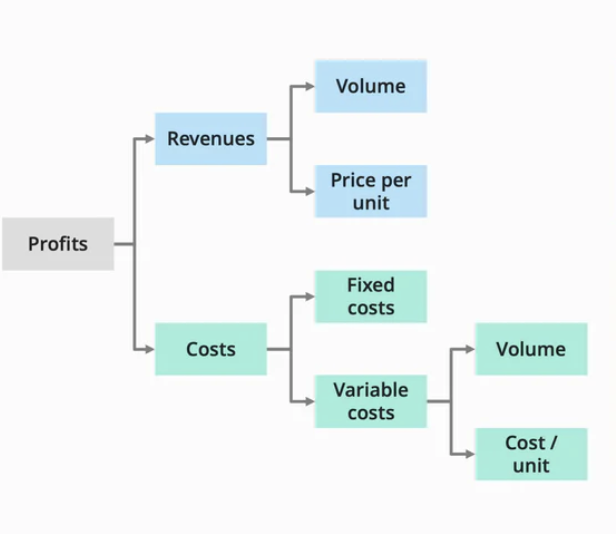 Volume
Revenues
Price per
unit
Profits
Fixed
costs
Costs
Volume
Variable
costs
Cost /
unit